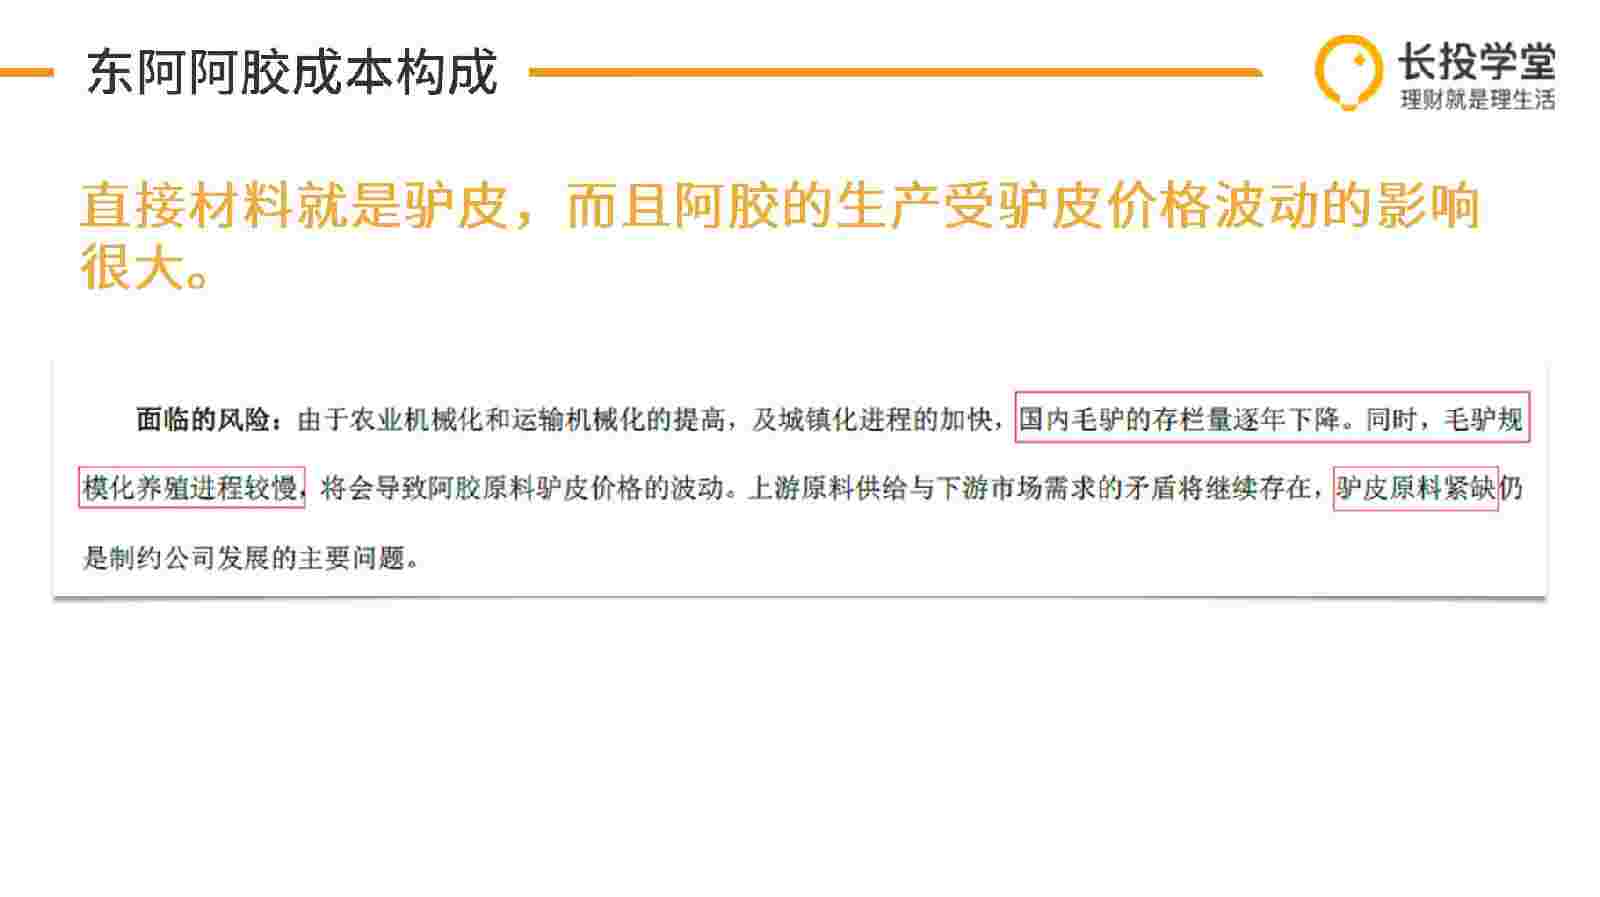 东阿阿胶成本构成
长投学堂
理财就是理生活
直接材料就是驴皮，而且阿胶的生产受驴皮价格波动的影响
很大。
面临的风险：由于农业机械化和运输机械化的提高，及城镇化进程的加快，国内毛驴的存栏量逐年下降。同时，毛驴规
模化养殖进程较慢，将会导致阿胶原料驴皮价格的波动。上游原料供给与下游市场需求的矛盾将继续存在，驴皮原料紧缺仍
是制约公司发展的主要问题。